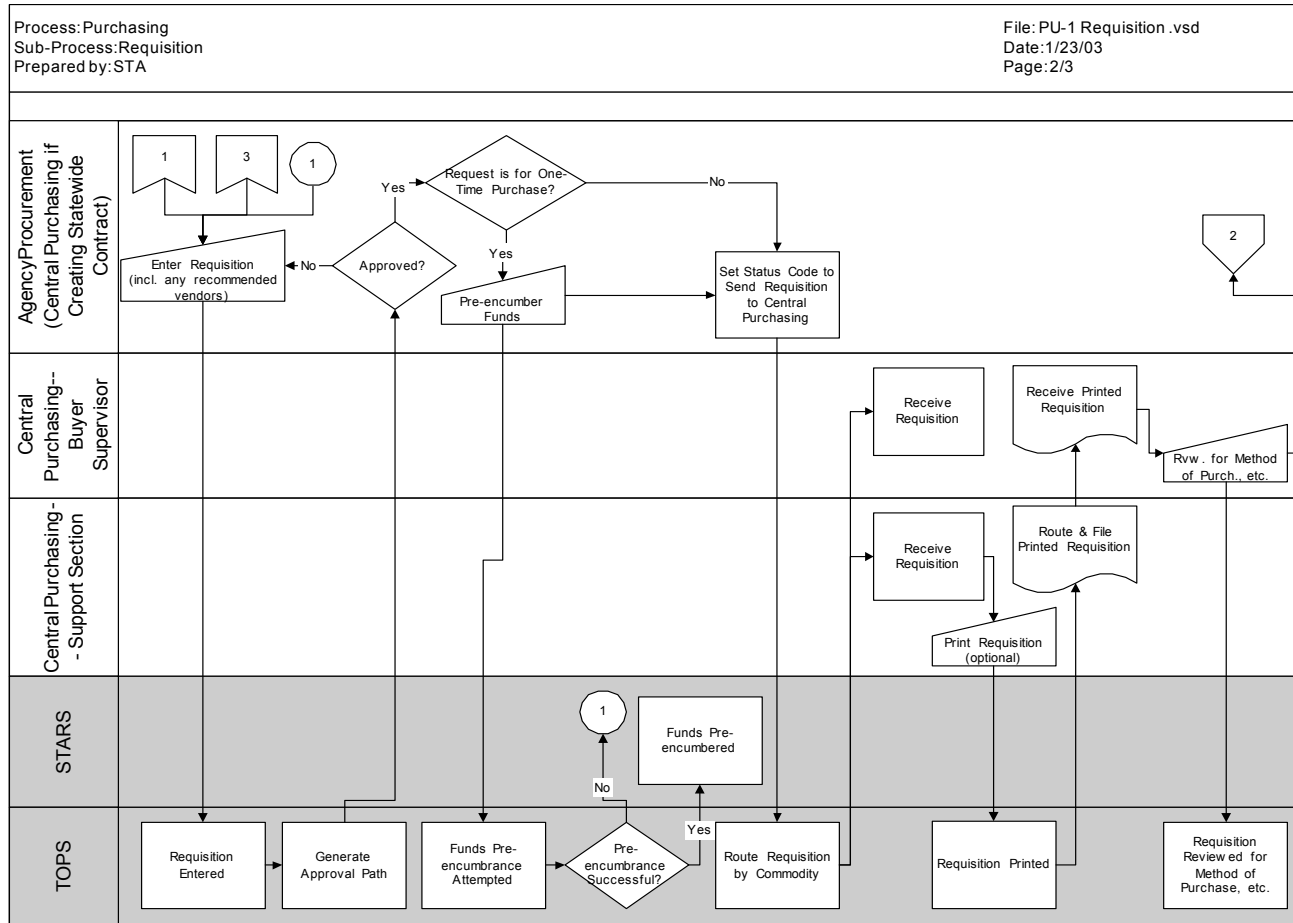 Process:Purchasing
Sub-Process:Requisition
Prepared by:STA
File: PU-1 Requisition .vsd
Date:1/23/03
Page:2/3
AgencyProcurement
(Central Purchasing if
Creating Statewide
Contract)
1
3
1
Enter Requisition
(incl. any recommended
vendors)
No
Approved?
Yes
Request is for One-
Time Purchase?
No
Yes
Pre-encumber
Funds
Set Status Code to
Send Requisition
to Central
Purchasing
2
Central
Purchasing--
Buyer
Supervisor
Receive
Requisition
Receive Printed
Requisition
Rvw . for Method
of Purch., etc.
Central Purchasing-
- Support Section
Receive
Requisition
Print Requisition
(optional)
Route & File
Printed Requisition
STARS
1
Funds Pre-
encumbered
No
Yes
TOPS
Requisition
Entered
Generate
Approval Path
Funds Pre-
encumbrance
Attempted
Pre-
encumbrance
Successful?
Route Requisition
by Commodity
Requisition Printed
Requisition
Reviewed for
Method of
Purchase, etc.